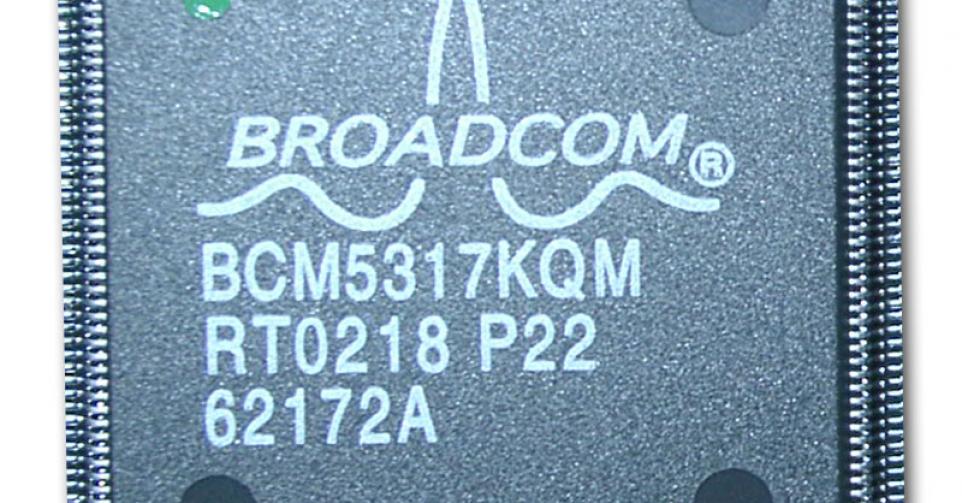 BROADCOM®
BCM5317KQM
RT0218 P22
62172A